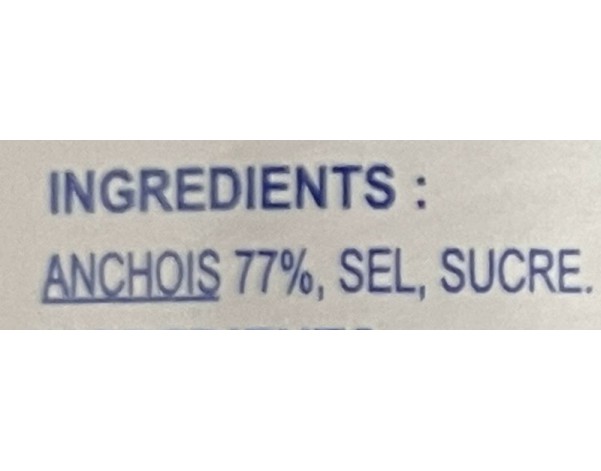 INGREDIENTS :
ANCHOIS 77%, SEL, SUCRE.